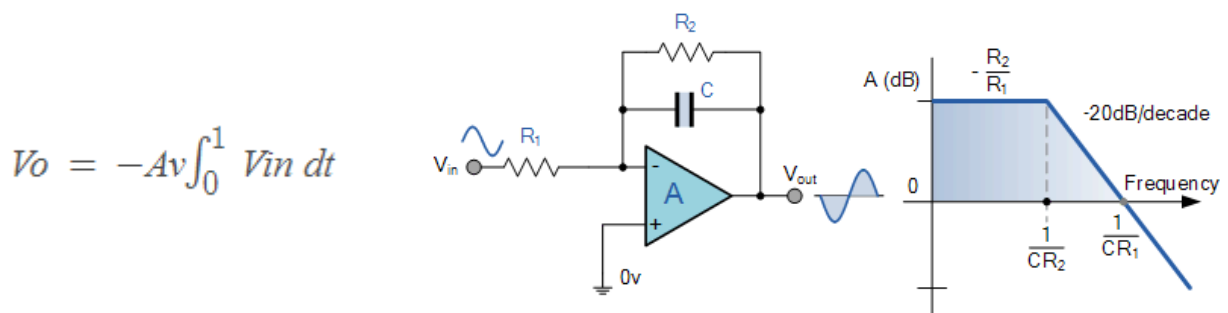 Vo = −Av∫₀¹ Vin dt
R₂
C
R₁
Vin
-
A
+
Vout
0v
A (dB)
- R₂/R₁
-20dB/decade
0
Frequency
1/CR₂
1/CR₁